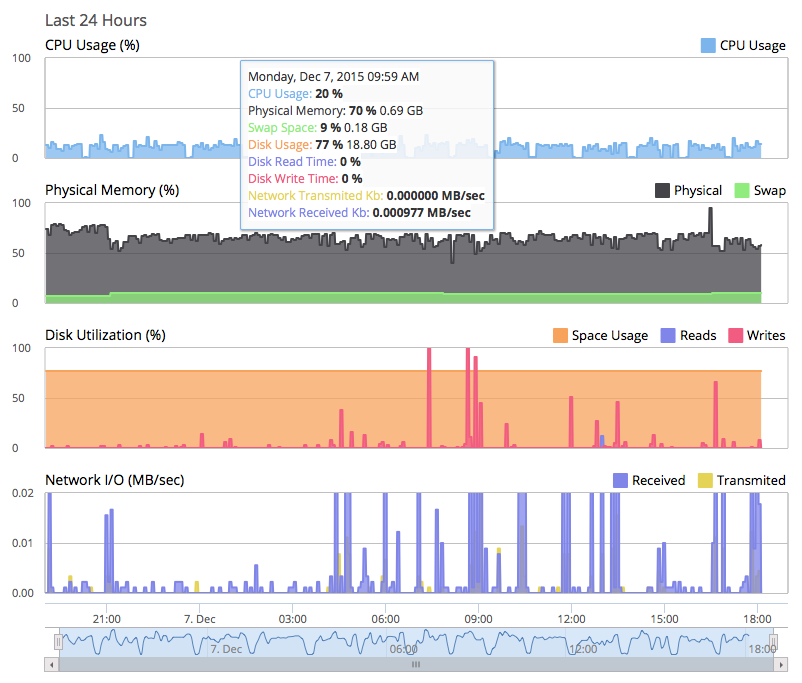 Last 24 Hours
CPU Usage (%)
CPU Usage
100
50
0
Monday, Dec 7, 2015 09:59 AM
CPU Usage: 20 %
Physical Memory: 70 % 0.69 GB
Swap Space: 9 % 0.18 GB
Disk Usage: 77 % 18.80 GB
Disk Read Time: 0 %
Disk Write Time: 0 %
Network Transmited Kb: 0.000000 MB/sec
Network Received Kb: 0.000977 MB/sec
Physical Memory (%)
Physical Swap
100
50
0
Disk Utilization (%)
Space Usage Reads Writes
100
50
0
Network I/O (MB/sec)
Received Transmited
0.02
0.01
0.00
21:00 7. Dec 03:00 06:00 09:00 12:00 15:00 18:00
7. Dec 06:00 12:00 18:00